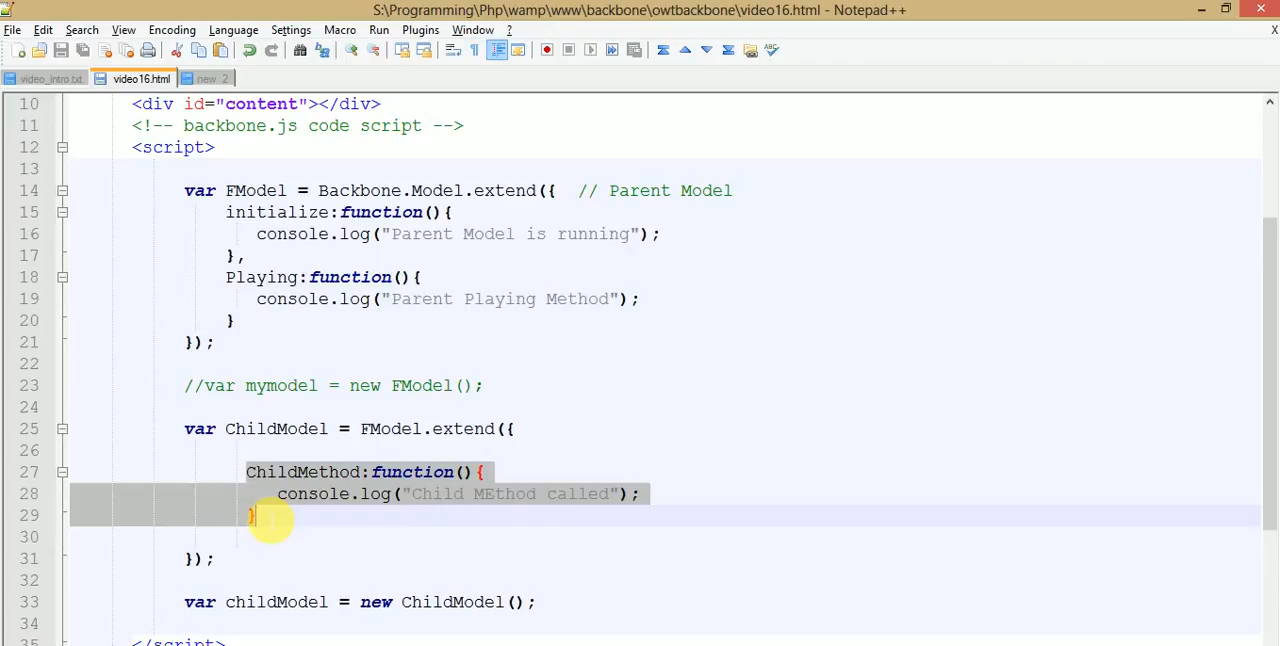 S:\Programming\Php\wamp\www\backbone\owtbackbone\video16.html - Notepad++
File Edit Search View Encoding Language Settings Macro Run Plugins Window ? X
video_intro.txt video16.html new 2
10 <div id="content"></div>
11 <!-- backbone.js code script -->
12 <script>
13
14 var FModel = Backbone.Model.extend({ // Parent Model
15 initialize:function(){
16 console.log("Parent Model is running");
17 },
18 Playing:function(){
19 console.log("Parent Playing Method");
20 }
21 });
22
23 //var mymodel = new FModel();
24
25 var ChildModel = FModel.extend({
26
27 ChildMethod:function(){
28 console.log("Child MEthod called");
29 }
30
31 });
32
33 var childModel = new ChildModel();
34
35 </script>